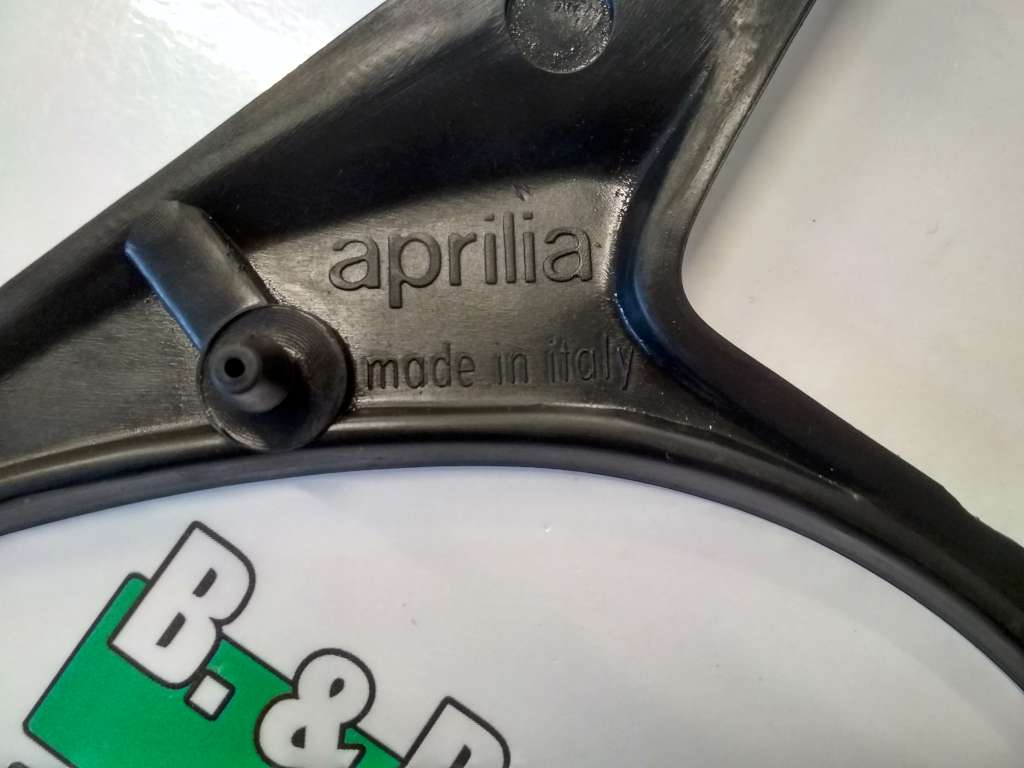 aprilia
made in italy
B. &